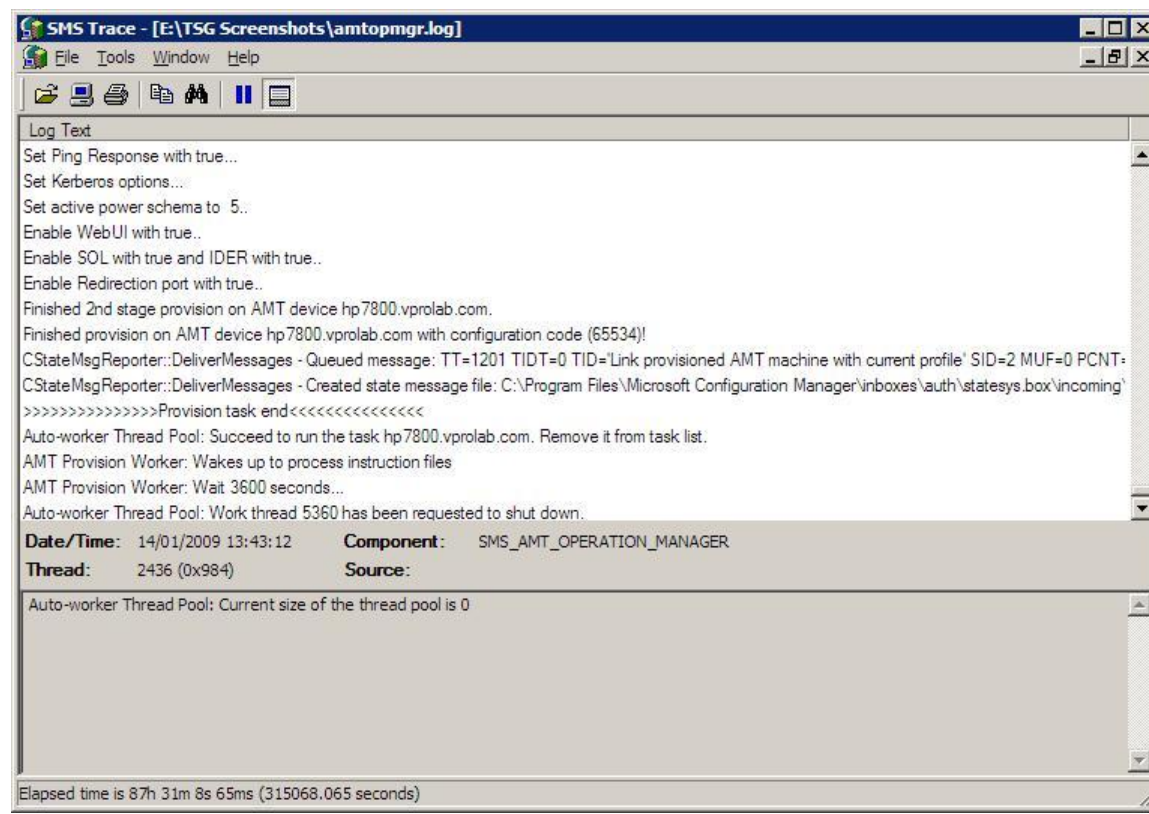 SMS Trace - [E:\TSG Screenshots\amtopmgr.log]
File Tools Window Help
Log Text
Set Ping Response with true...
Set Kerberos options...
Set active power schema to 5..
Enable WebUI with true..
Enable SOL with true and IDER with true..
Enable Redirection port with true..
Finished 2nd stage provision on AMT device hp7800.vprolab.com.
Finished provision on AMT device hp7800.vprolab.com with configuration code (65534)!
CStateMsgReporter::DeliverMessages - Queued message: TT=1201 TIDT=0 TID='Link provisioned AMT machine with current profile' SID=2 MUF=0 PCNT=
CStateMsgReporter::DeliverMessages - Created state message file: C:\Program Files\Microsoft Configuration Manager\inboxes\auth\statesys.box\incoming\
>>>>>>>>>>>>>>>Provision task end<<<<<<<<<<<<<<<
Auto-worker Thread Pool: Succeed to run the task hp7800.vprolab.com. Remove it from task list.
AMT Provision Worker: Wakes up to process instruction files
AMT Provision Worker: Wait 3600 seconds...
Auto-worker Thread Pool: Work thread 5360 has been requested to shut down.
Date/Time: 14/01/2009 13:43:12 Component: SMS_AMT_OPERATION_MANAGER
Thread: 2436 (0x984) Source:
Auto-worker Thread Pool: Current size of the thread pool is 0
Elapsed time is 87h 31m 8s 65ms (315068.065 seconds)